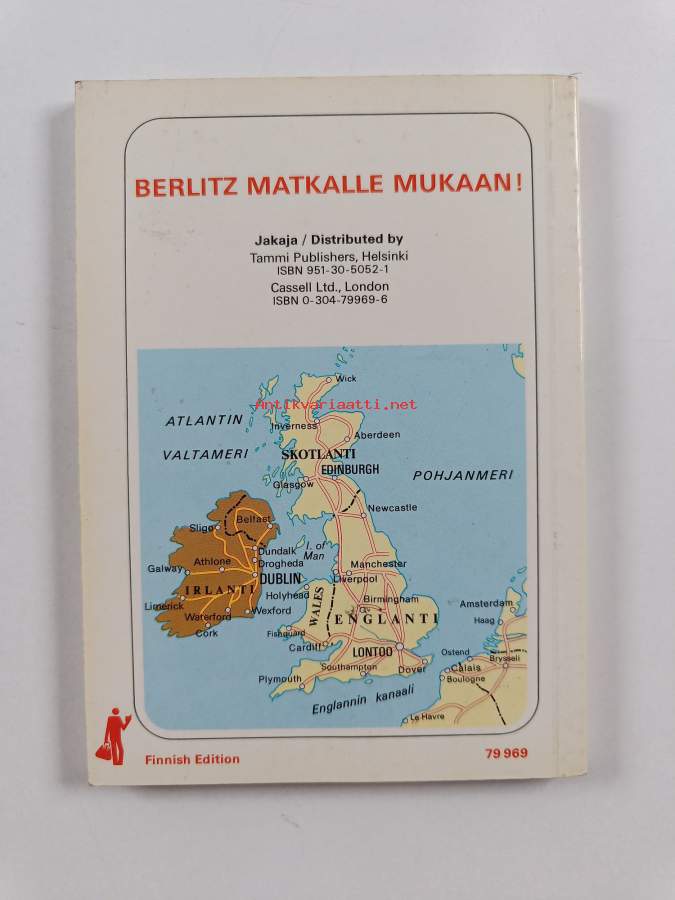 BERLITZ MATKALLE MUKAAN!
Jakaja / Distributed by
Tammi Publishers, Helsinki
ISBN 951-30-5052-1
Cassell Ltd., London
ISBN 0-304-79969-6
Wick
Antikvariaatti.net
ATLANTIN
Inverness
Aberdeen
VALTAMERI
SKOTLANTI
EDINBURGH
POHJANMERI
Glasgow
Newcastle
Belfast
Sligo
I. of
Man
Dundalk
Drogheda
Athlone
Galway
Manchester
DUBLIN
Liverpool
IRLANTI
Holyhead
WALES
Birmingham
Amsterdam
Limerick
Wexford
Waterford
ENGLANTI
Haag
Cork
Fishguard
Cardiff
LONTOO
Ostend
Brysseli
Southampton
Dover
Calais
Plymouth
Boulogne
Englannin kanaali
Le Havre
Finnish Edition
79 969